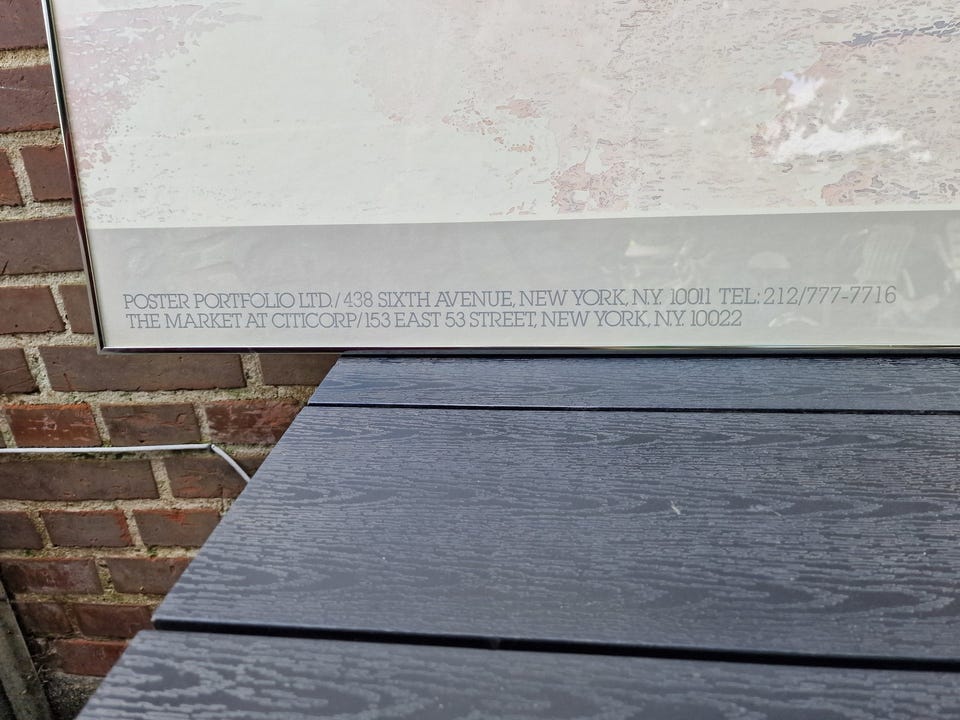 POSTER PORTFOLIO LTD./438 SIXTH AVENUE, NEW YORK, N.Y. 10011 TEL: 212/777-7716
THE MARKET AT CITICORP/153 EAST 53 STREET, NEW YORK, N.Y. 10022